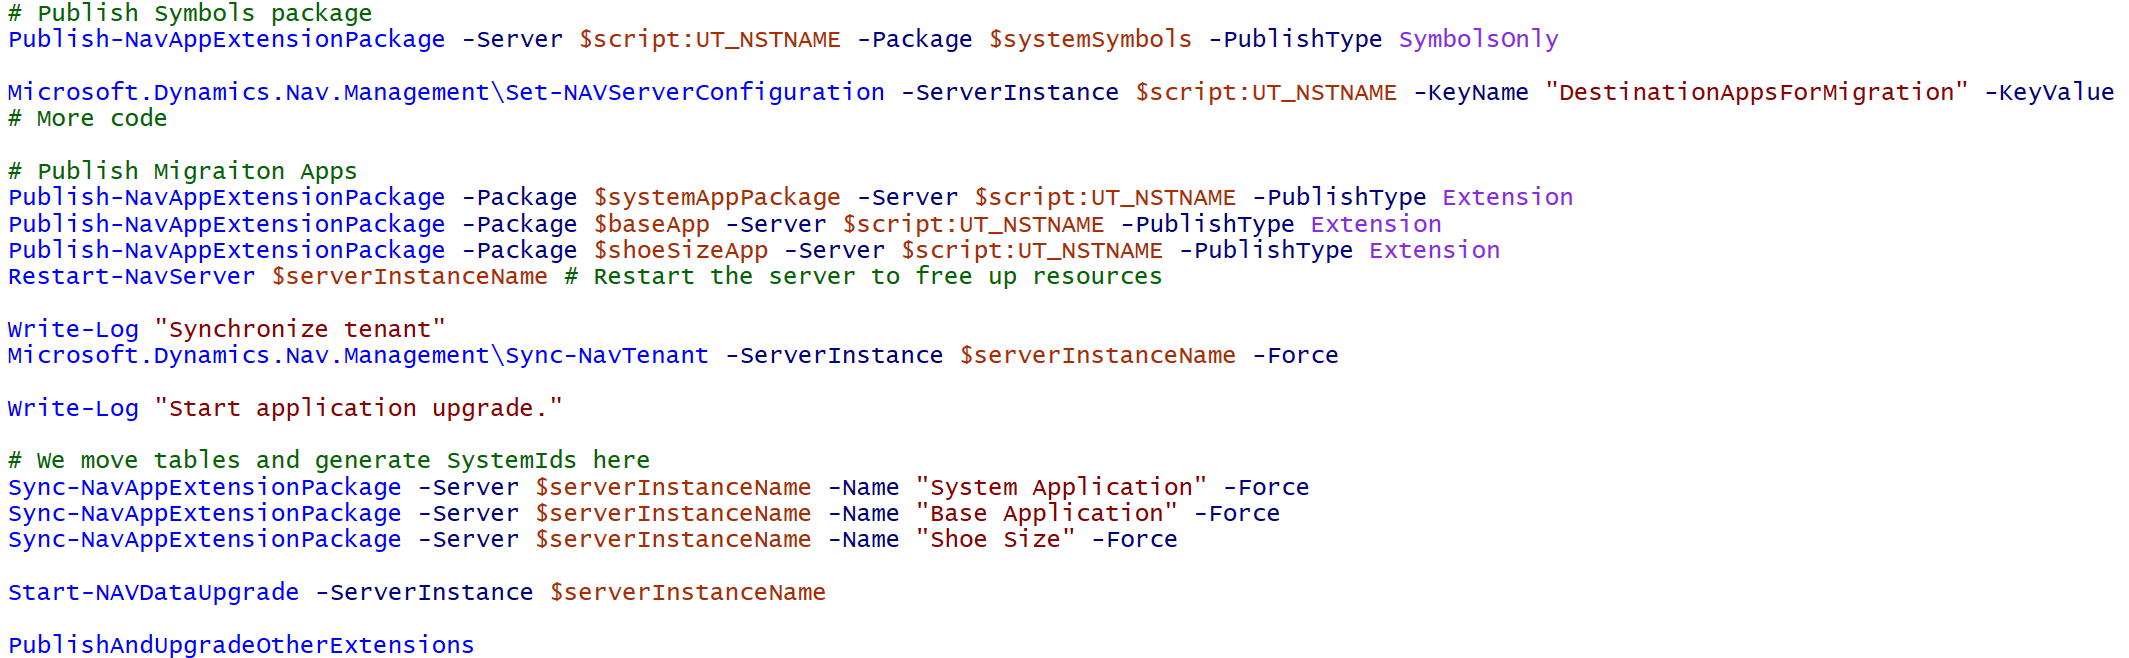 # Publish Symbols package
Publish-NavAppExtensionPackage -Server $script:UT_NSTNAME -Package $systemSymbols -PublishType SymbolsOnly
Microsoft.Dynamics.Nav.Management\Set-NAVServerConfiguration -ServerInstance $script:UT_NSTNAME -KeyName "DestinationAppsForMigration" -KeyValue
# More code
# Publish Migraiton Apps
Publish-NavAppExtensionPackage -Package $systemAppPackage -Server $script:UT_NSTNAME -PublishType Extension
Publish-NavAppExtensionPackage -Package $baseApp -Server $script:UT_NSTNAME -PublishType Extension
Publish-NavAppExtensionPackage -Package $shoeSizeApp -Server $script:UT_NSTNAME -PublishType Extension
Restart-NavServer $serverInstanceName # Restart the server to free up resources
Write-Log "Synchronize tenant"
Microsoft.Dynamics.Nav.Management\Sync-NavTenant -ServerInstance $serverInstanceName -Force
Write-Log "Start application upgrade."
# We move tables and generate SystemIds here
Sync-NavAppExtensionPackage -Server $serverInstanceName -Name "System Application" -Force
Sync-NavAppExtensionPackage -Server $serverInstanceName -Name "Base Application" -Force
Sync-NavAppExtensionPackage -Server $serverInstanceName -Name "Shoe Size" -Force
Start-NAVDataUpgrade -ServerInstance $serverInstanceName
PublishAndUpgradeOtherExtensions